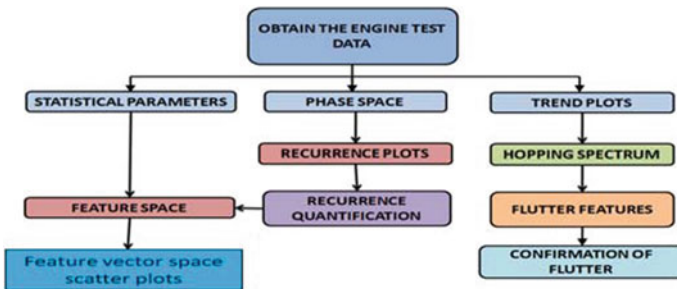 OBTAIN THE ENGINE TEST
DATA
STATISTICAL PARAMETERS
PHASE SPACE
TREND PLOTS
RECURRENCE PLOTS
HOPPING SPECTRUM
FEATURE SPACE
RECURRENCE
QUANTIFICATION
FLUTTER FEATURES
Feature vector space
scatter plots
CONFIRMATION OF
FLUTTER